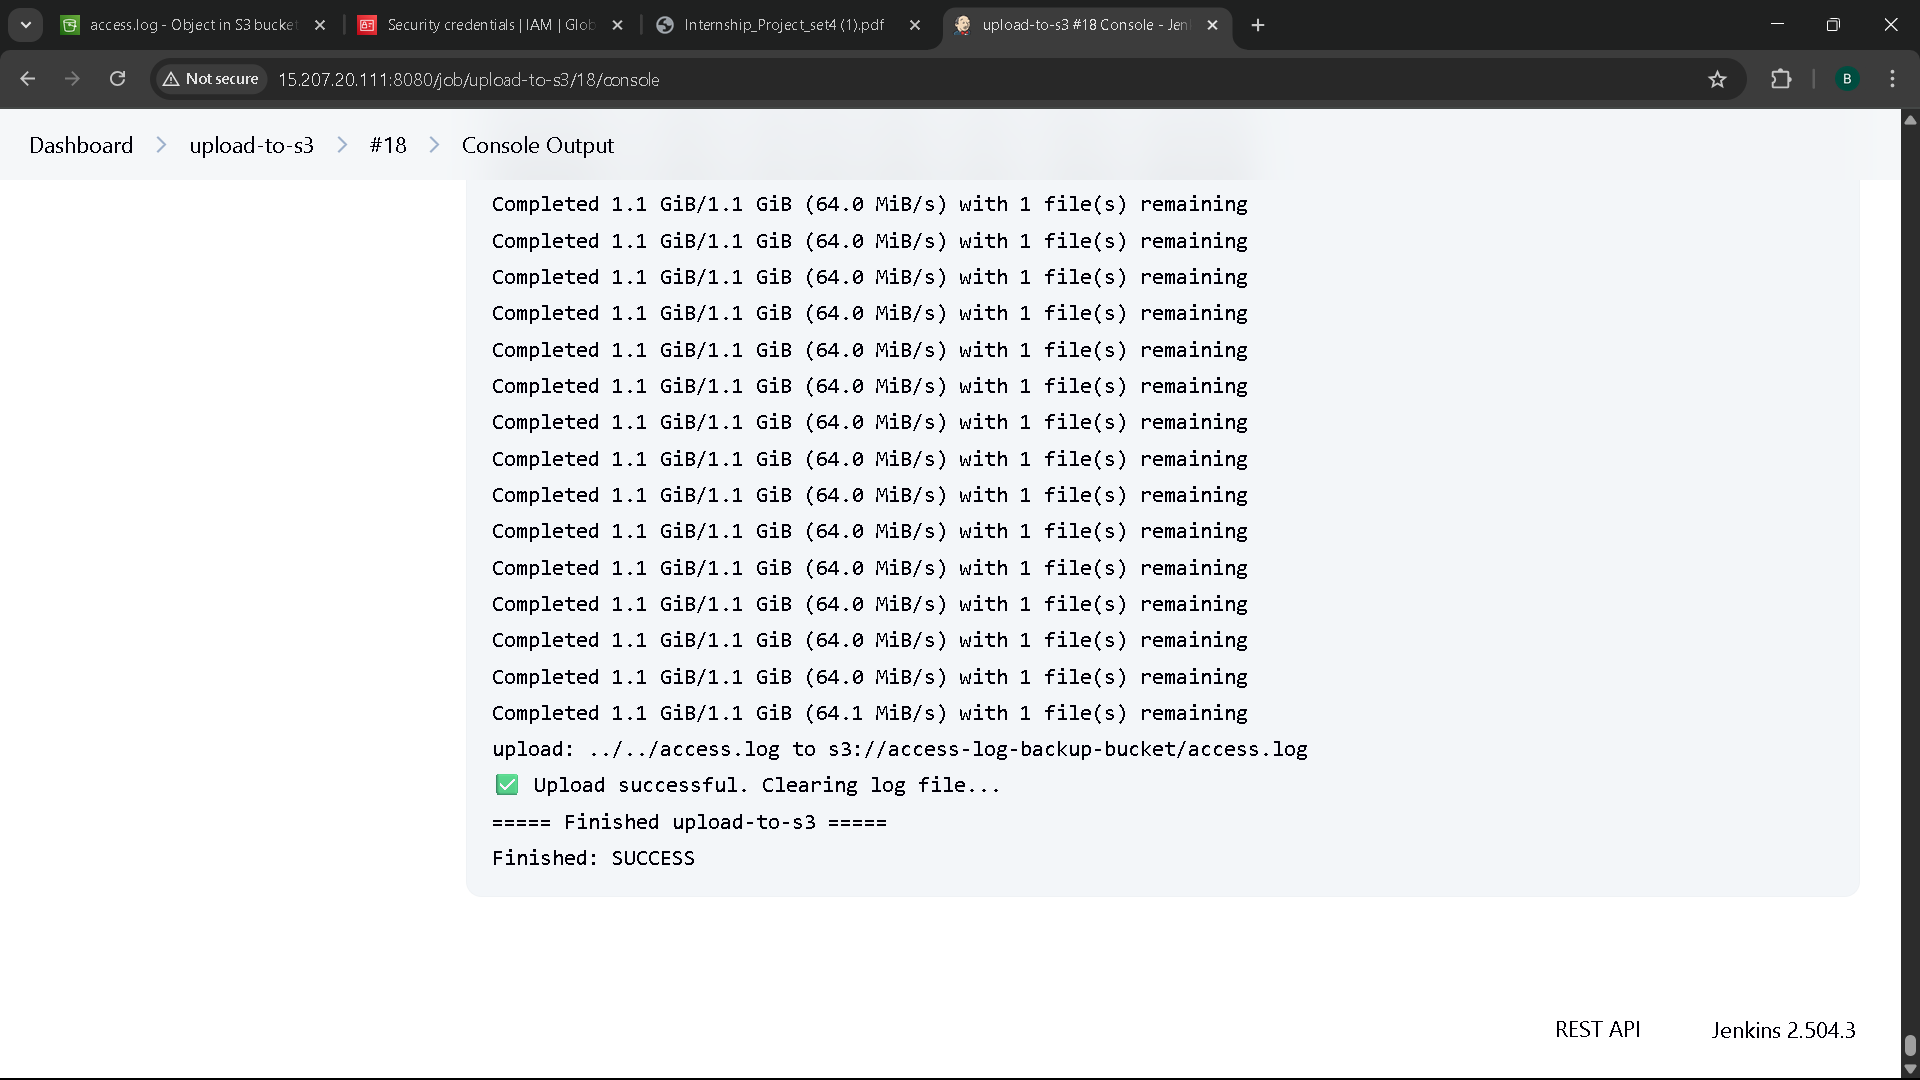 access.log - Object in S3 bucket
Security credentials | IAM | Glob
Internship_Project_set4 (1).pdf
upload-to-s3 #18 Console - Jenk
Not secure
15.207.20.111:8080/job/upload-to-s3/18/console
B
Dashboard
upload-to-s3
#18
Console Output
Completed 1.1 GiB/1.1 GiB (64.0 MiB/s) with 1 file(s) remaining
Completed 1.1 GiB/1.1 GiB (64.0 MiB/s) with 1 file(s) remaining
Completed 1.1 GiB/1.1 GiB (64.0 MiB/s) with 1 file(s) remaining
Completed 1.1 GiB/1.1 GiB (64.0 MiB/s) with 1 file(s) remaining
Completed 1.1 GiB/1.1 GiB (64.0 MiB/s) with 1 file(s) remaining
Completed 1.1 GiB/1.1 GiB (64.0 MiB/s) with 1 file(s) remaining
Completed 1.1 GiB/1.1 GiB (64.0 MiB/s) with 1 file(s) remaining
Completed 1.1 GiB/1.1 GiB (64.0 MiB/s) with 1 file(s) remaining
Completed 1.1 GiB/1.1 GiB (64.0 MiB/s) with 1 file(s) remaining
Completed 1.1 GiB/1.1 GiB (64.0 MiB/s) with 1 file(s) remaining
Completed 1.1 GiB/1.1 GiB (64.0 MiB/s) with 1 file(s) remaining
Completed 1.1 GiB/1.1 GiB (64.0 MiB/s) with 1 file(s) remaining
Completed 1.1 GiB/1.1 GiB (64.0 MiB/s) with 1 file(s) remaining
Completed 1.1 GiB/1.1 GiB (64.0 MiB/s) with 1 file(s) remaining
Completed 1.1 GiB/1.1 GiB (64.1 MiB/s) with 1 file(s) remaining
upload: ../../access.log to s3://access-log-backup-bucket/access.log
✅ Upload successful. Clearing log file...
===== Finished upload-to-s3 =====
Finished: SUCCESS
REST API
Jenkins 2.504.3